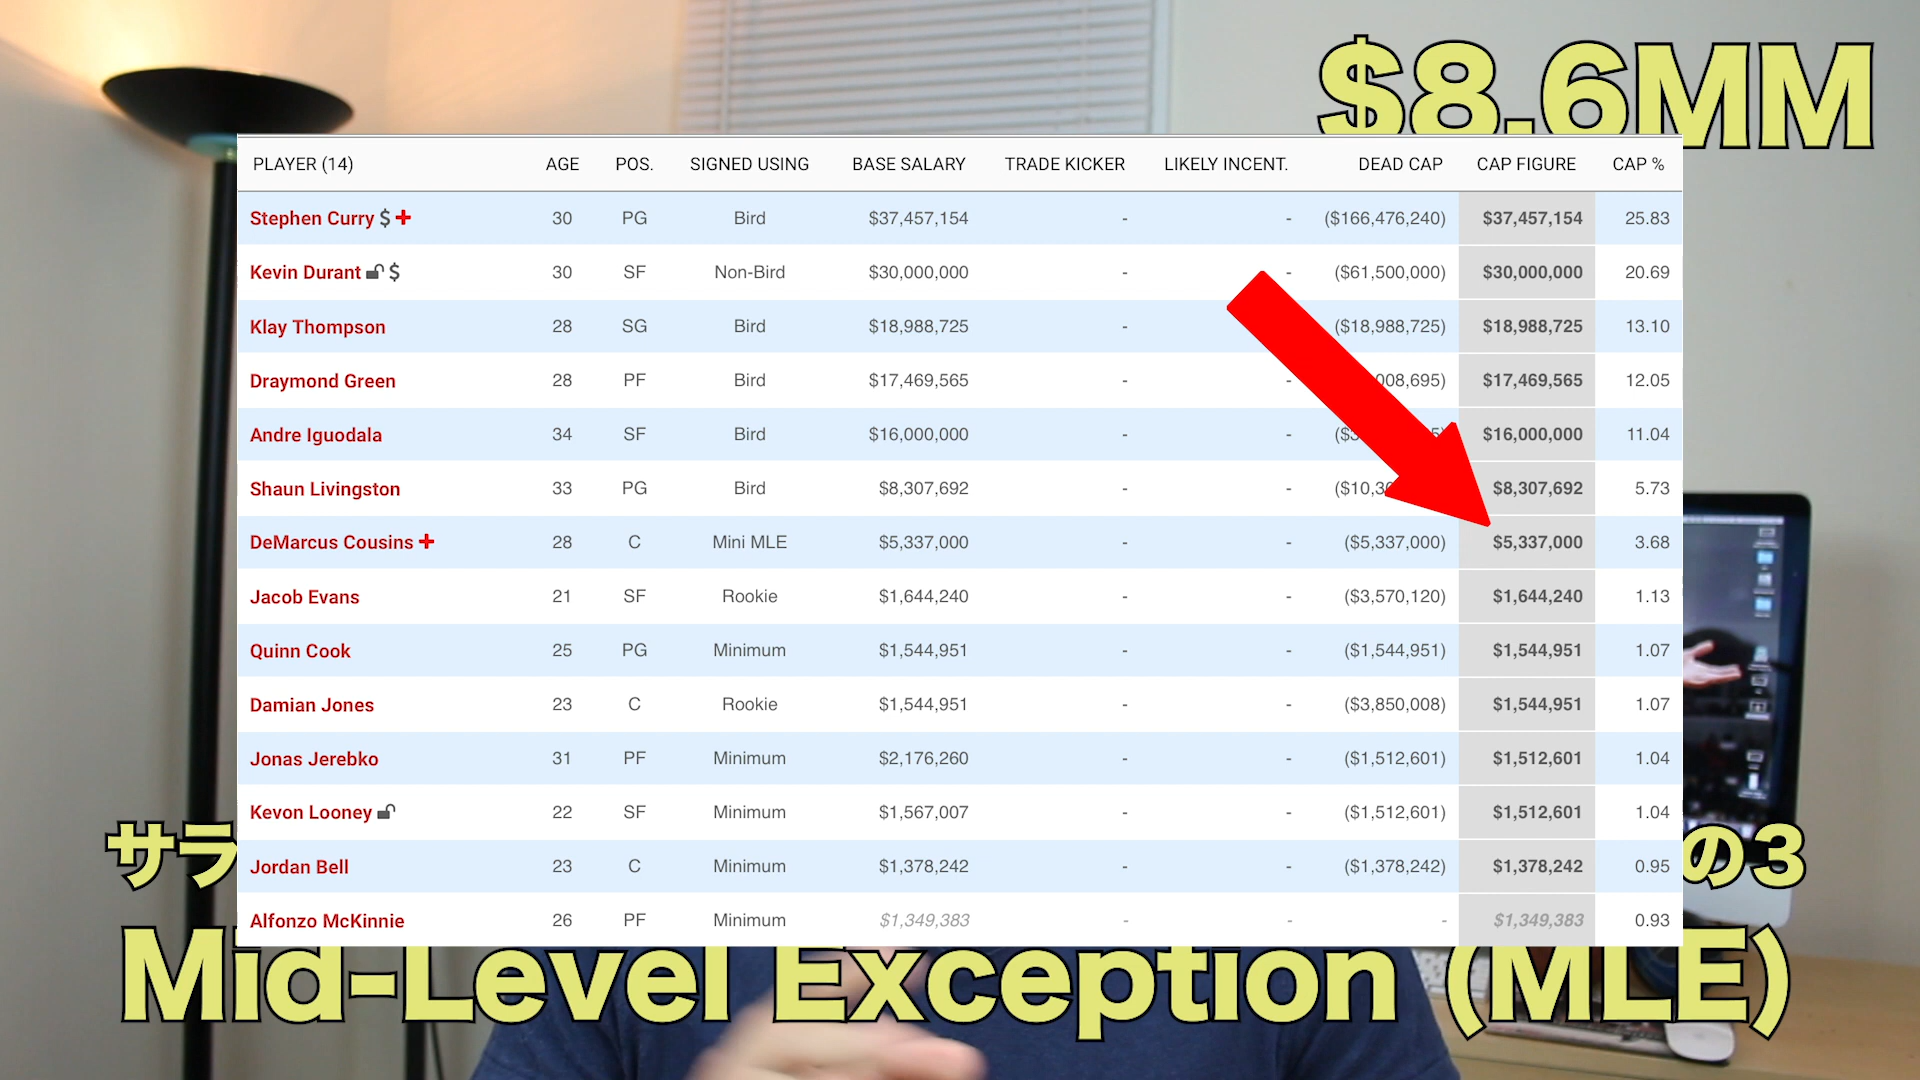 $8.6MM
PLAYER (14) AGE POS. SIGNED USING BASE SALARY TRADE KICKER LIKELY INCENT. DEAD CAP CAP FIGURE CAP %
Stephen Curry $ 30 PG Bird $37,457,154 - - ($166,476,240) $37,457,154 25.83
Kevin Durant $ 30 SF Non-Bird $30,000,000 - - ($61,500,000) $30,000,000 20.69
Klay Thompson 28 SG Bird $18,988,725 - ($18,988,725) $18,988,725 13.10
Draymond Green 28 PF Bird $17,469,565 - - 008,695) $17,469,565 12.05
Andre Iguodala 34 SF Bird $16,000,000 - - $16,000,000 11.04
Shaun Livingston 33 PG Bird $8,307,692 - - ($10,30 $8,307,692 5.73
DeMarcus Cousins 28 C Mini MLE $5,337,000 - - ($5,337,000) $5,337,000 3.68
Jacob Evans 21 SF Rookie $1,644,240 - - ($3,570,120) $1,644,240 1.13
Quinn Cook 25 PG Minimum $1,544,951 - - ($1,544,951) $1,544,951 1.07
Damian Jones 23 C Rookie $1,544,951 - - ($3,850,008) $1,544,951 1.07
Jonas Jerebko 31 PF Minimum $2,176,260 - - ($1,512,601) $1,512,601 1.04
Kevon Looney 22 SF Minimum $1,567,007 - - ($1,512,601) $1,512,601 1.04
Jordan Bell 23 C Minimum $1,378,242 - - ($1,378,242) $1,378,242 0.95
Alfonzo McKinnie 26 PF Minimum $1,349,383 - - - $1,349,383 0.93
サラ の3
Mid-Level Exception (MLE)